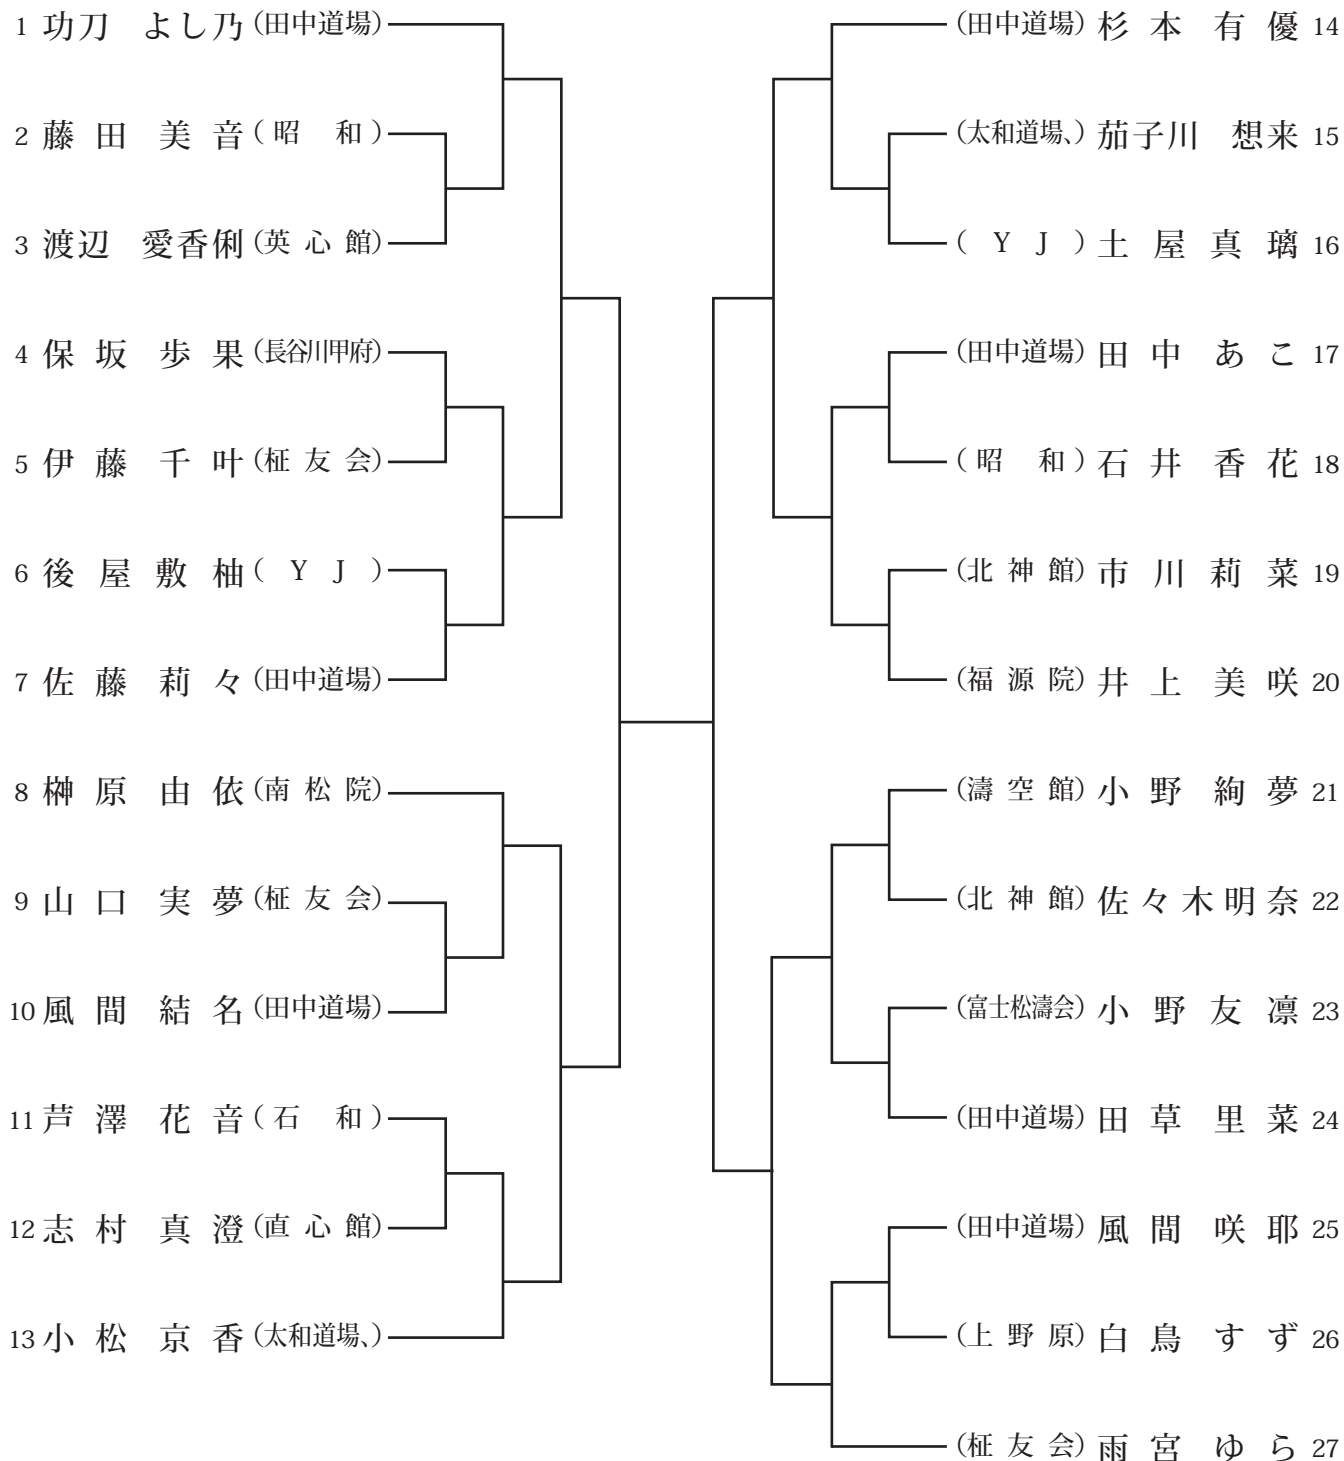 1 功刀 よし乃 (田中道場)
2 藤田 美音 (昭 和)
3 渡辺 愛香俐 (英心館)
4 保坂 歩果 (長谷川甲府)
5 伊藤 千叶 (柾友会)
6 後屋敷 柚 (YJ)
7 佐藤 莉々 (田中道場)
8 榊原 由依 (南松院)
9 山口 実夢 (柾友会)
10 風間 結名 (田中道場)
11 芦澤 花音 (石 和)
12 志村 真澄 (直心館)
13 小松 京香 (太和道場、)
(田中道場) 杉本 有優 14
(太和道場、) 茄子川 想来 15
(YJ) 土屋真璃 16
(田中道場) 田中 あこ 17
(昭 和) 石井 香花 18
(北神館) 市川莉菜 19
(福源院) 井上 美咲 20
(濤空館) 小野絢夢 21
(北神館) 佐々木明奈 22
(富士松濤会) 小野友凛 23
(田中道場) 田草 里菜 24
(田中道場) 風間 咲耶 25
(上野原) 白鳥 すず 26
(柾友会) 雨宮 ゆら 27